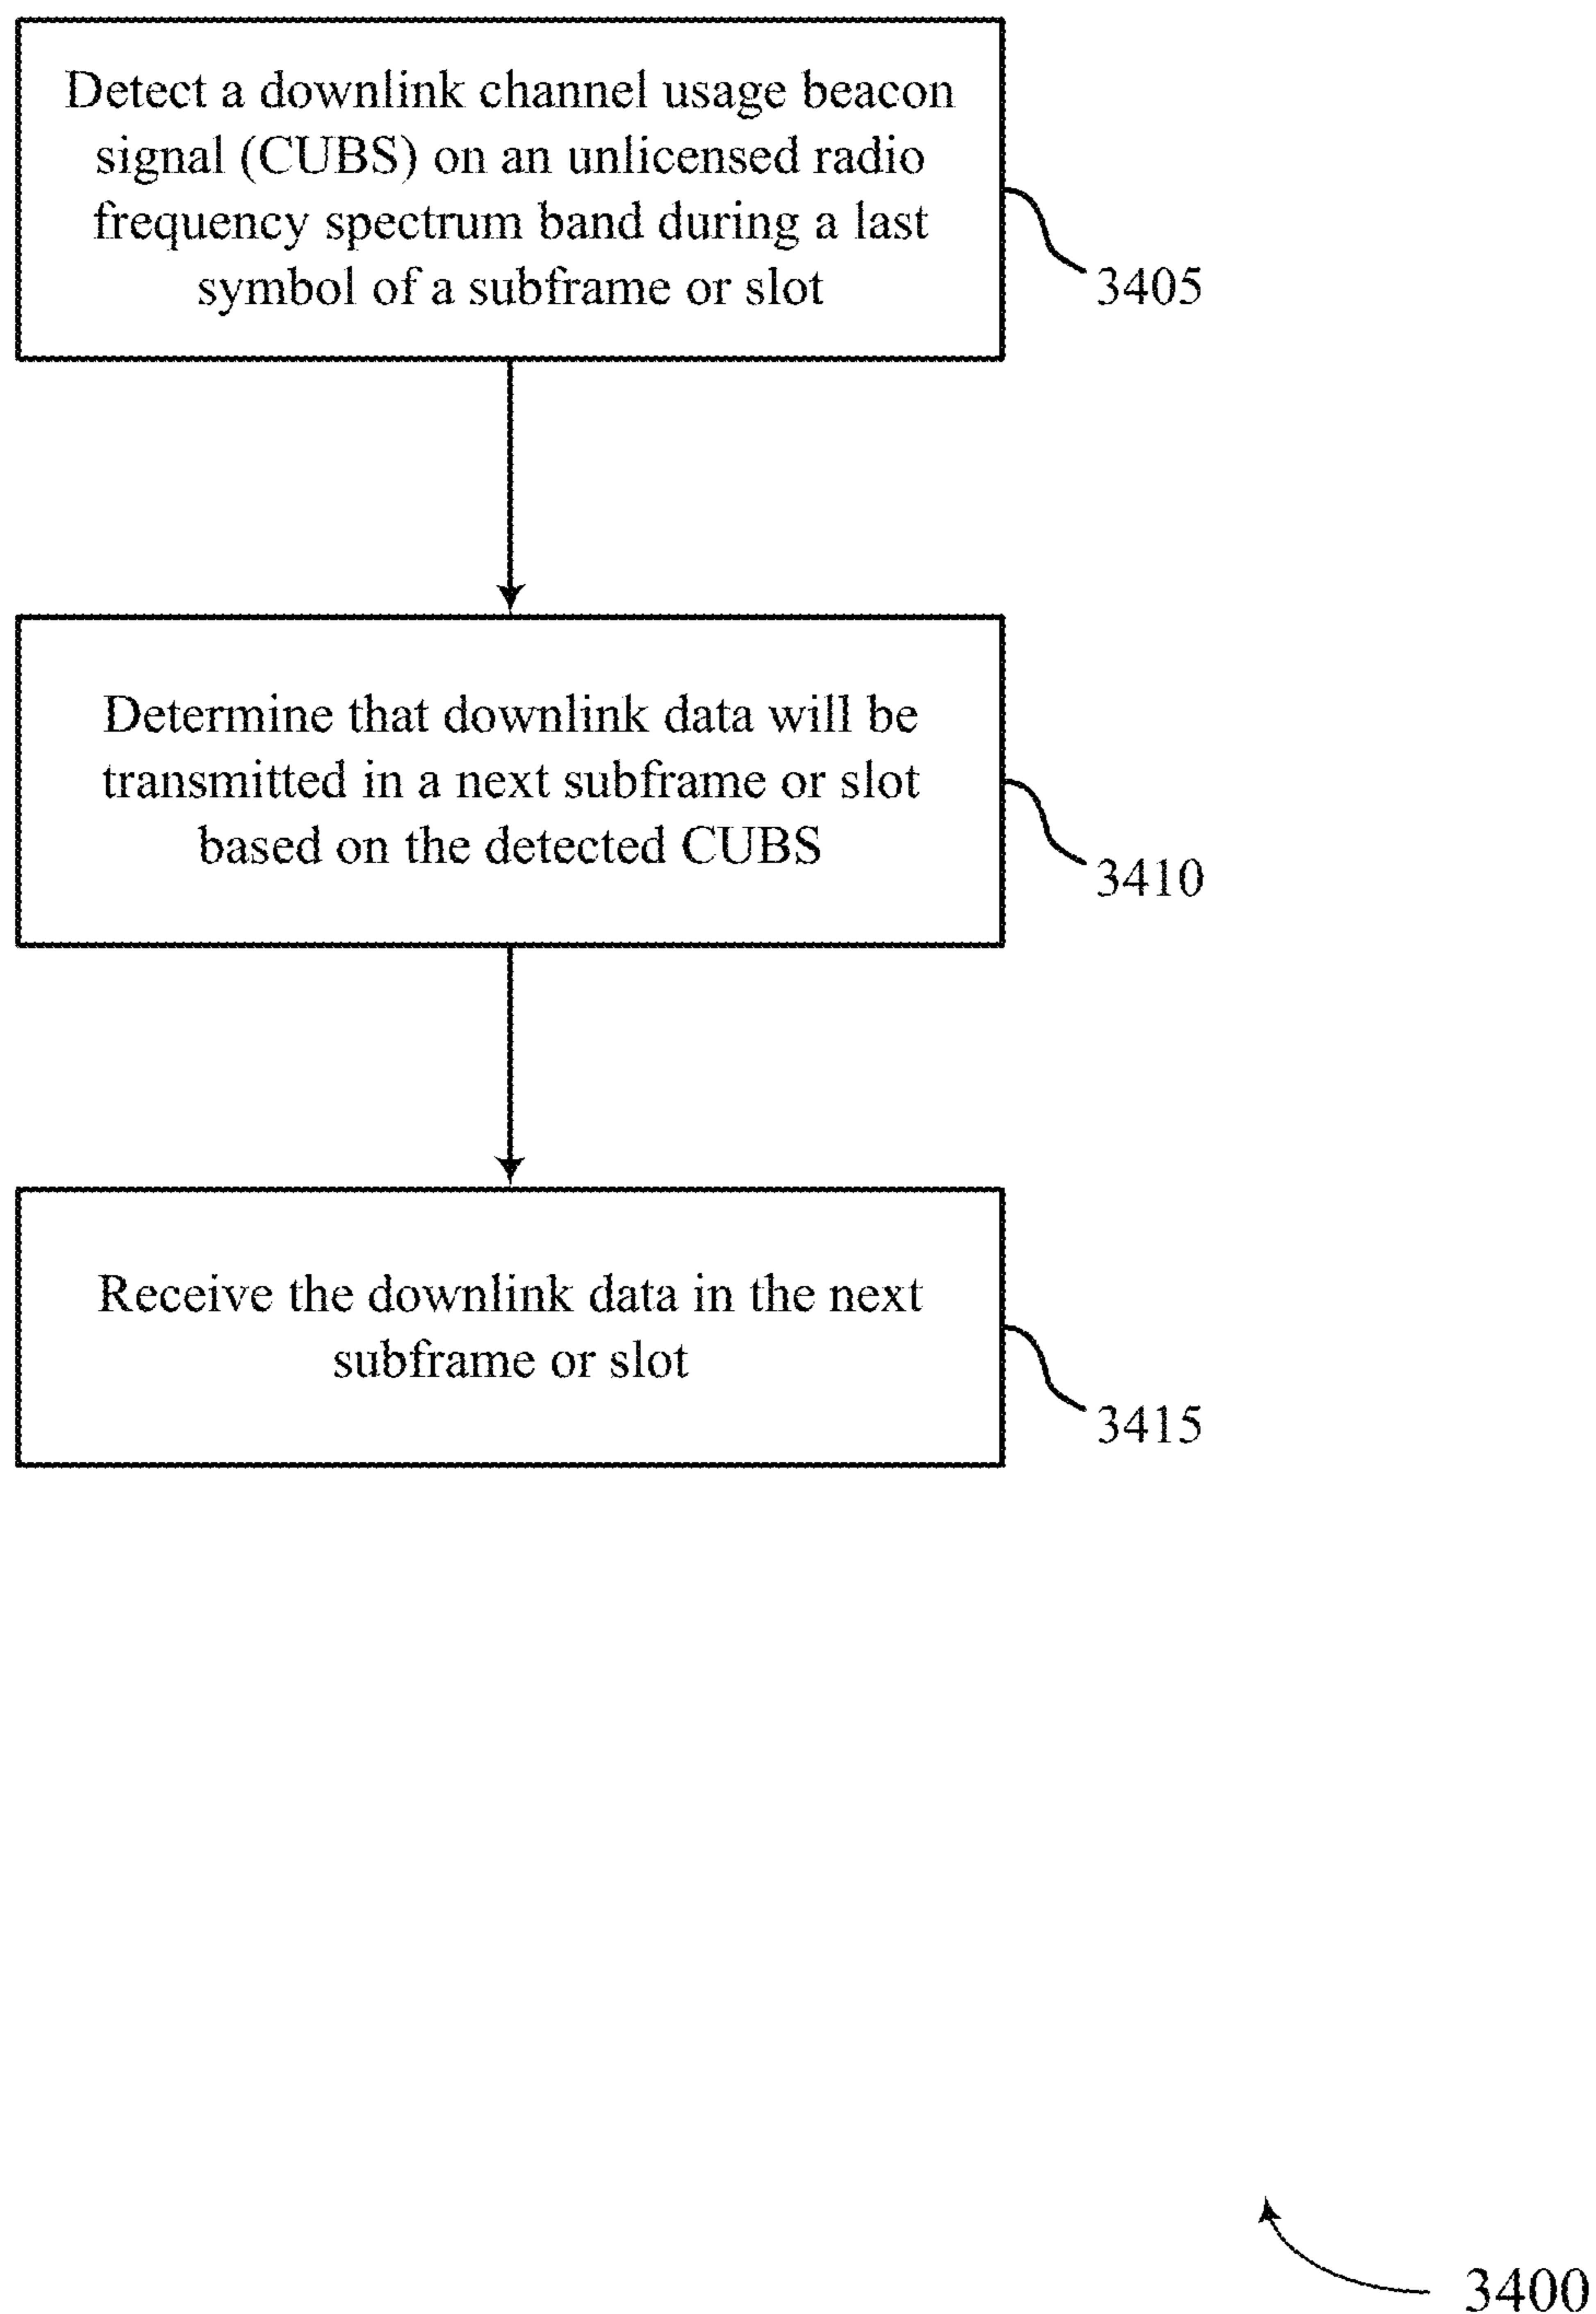 Detect a downlink channel usage beacon
signal (CUBS) on an unlicensed radio
frequency spectrum band during a last
symbol of a subframe or slot
3405
Determine that downlink data will be
transmitted in a next subframe or slot
based on the detected CUBS
3410
Receive the downlink data in the next
subframe or slot
3415
3400